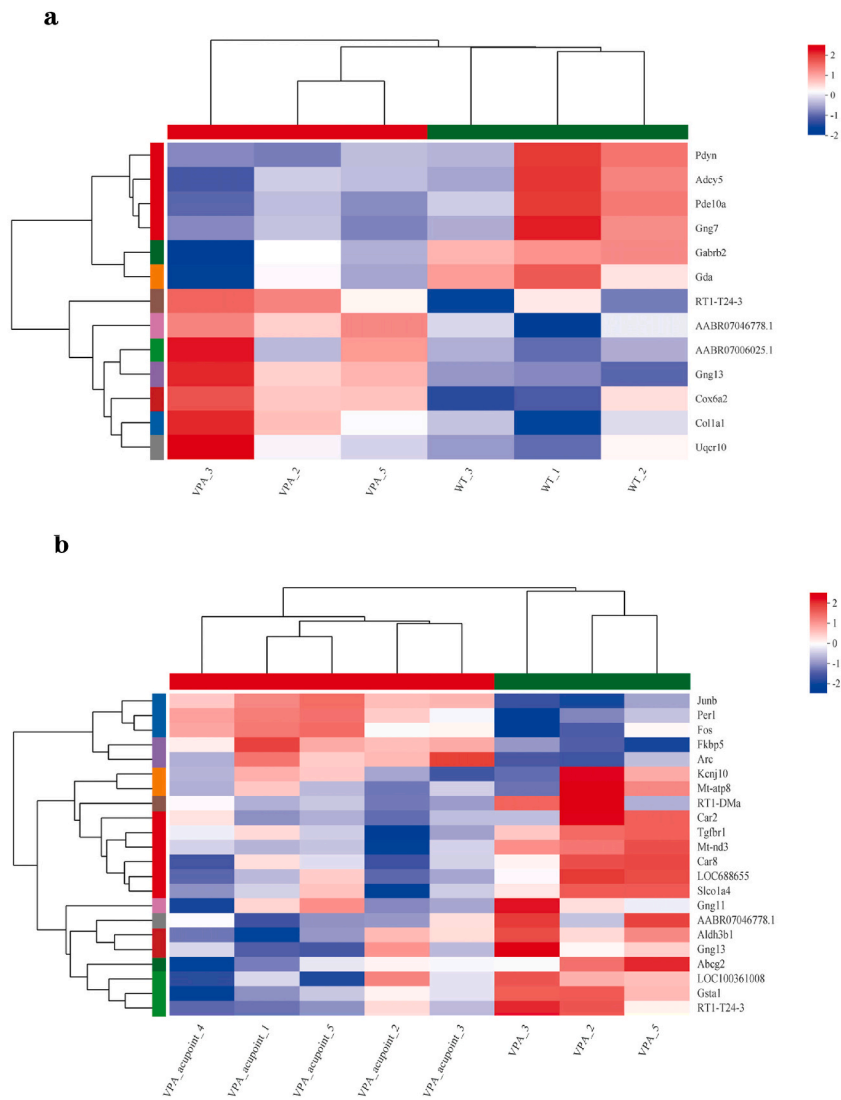 a
2
1
0
-1
-2
Pdyn
Adcy5
Pde10a
Gng7
Gabrb2
Gda
RT1-T24-3
AABR07046778.1
AABR07006025.1
Gng13
Cox6a2
Col1a1
Uqcr10
VPA_3
VPA_2
VPA_5
WT_3
WT_1
WT_2
b
2
1
0
-1
-2
Junb
Per1
Fos
Fkbp5
Arc
Kcnj10
Mt-atp8
RT1-DMa
Car2
Tgfbr1
Mt-nd3
Car8
LOC688655
Slco1a4
Gng11
AABR07046778.1
Aldh3b1
Gng13
Abcg2
LOC100361008
Gsta1
RT1-T24-3
VPA_acupoint_4
VPA_acupoint_1
VPA_acupoint_5
VPA_acupoint_2
VPA_acupoint_3
VPA_3
VPA_2
VPA_5